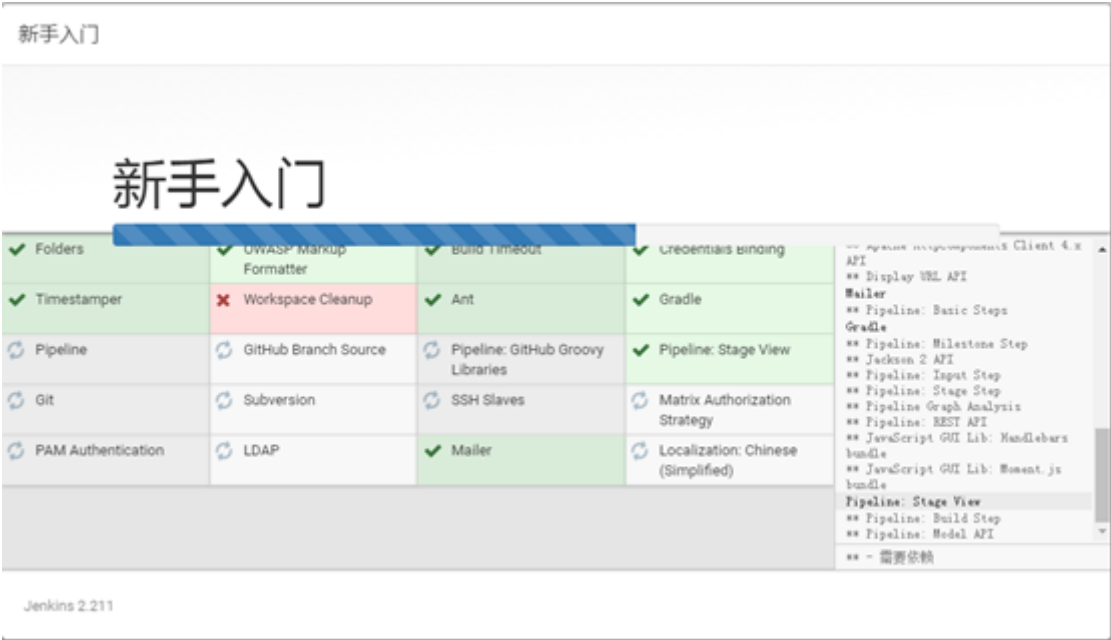 新手入门
新手入门
Folders
OWASP Markup
Formatter
Build Timeout
Credentials Binding
Timestamper
Workspace Cleanup
Ant
Gradle
Pipeline
GitHub Branch Source
Pipeline: GitHub Groovy
Libraries
Pipeline: Stage View
Git
Subversion
SSH Slaves
Matrix Authorization
Strategy
PAM Authentication
LDAP
Mailer
Localization: Chinese
(Simplified)
** Apache HttpComponents Client 4.x
API
** Display URL API
Mailer
** Pipeline: Basic Steps
Gradle
** Pipeline: Milestone Step
** Jackson 2 API
** Pipeline: Input Step
** Pipeline: Stage Step
** Pipeline Graph Analysis
** Pipeline: REST API
** JavaScript GUI Lib: Handlebars
bundle
** JavaScript GUI Lib: Moment.js
bundle
Pipeline: Stage View
** Pipeline: Build Step
** Pipeline: Model API
** - 需要依赖
Jenkins 2.211